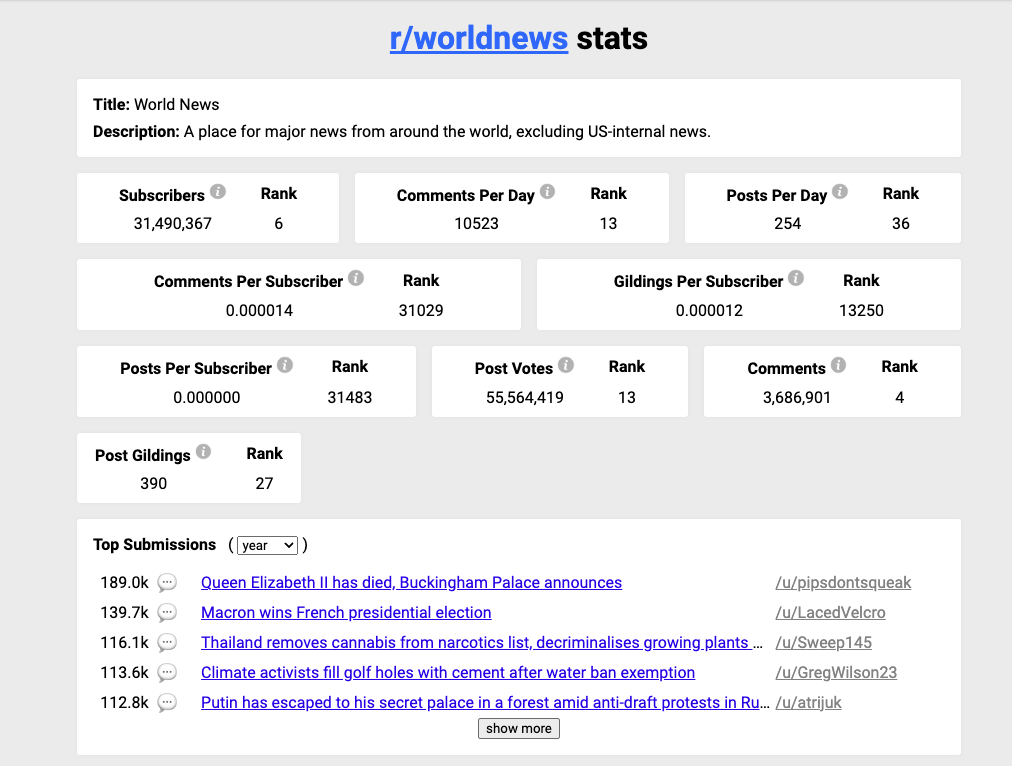 r/worldnews stats
Title: World News
Description: A place for major news from around the world, excluding US-internal news.
Subscribers Rank
31,490,367 6
Comments Per Day Rank
10523 13
Posts Per Day Rank
254 36
Comments Per Subscriber Rank
0.000014 31029
Gildings Per Subscriber Rank
0.000012 13250
Posts Per Subscriber Rank
0.000000 31483
Post Votes Rank
55,564,419 13
Comments Rank
3,686,901 4
Post Gildings Rank
390 27
Top Submissions ( year )
189.0k Queen Elizabeth II has died, Buckingham Palace announces /u/pipsdontsqueak
139.7k Macron wins French presidential election /u/LacedVelcro
116.1k Thailand removes cannabis from narcotics list, decriminalises growing plants ... /u/Sweep145
113.6k Climate activists fill golf holes with cement after water ban exemption /u/GregWilson23
112.8k Putin has escaped to his secret palace in a forest amid anti-draft protests in Ru... /u/atrijuk
show more